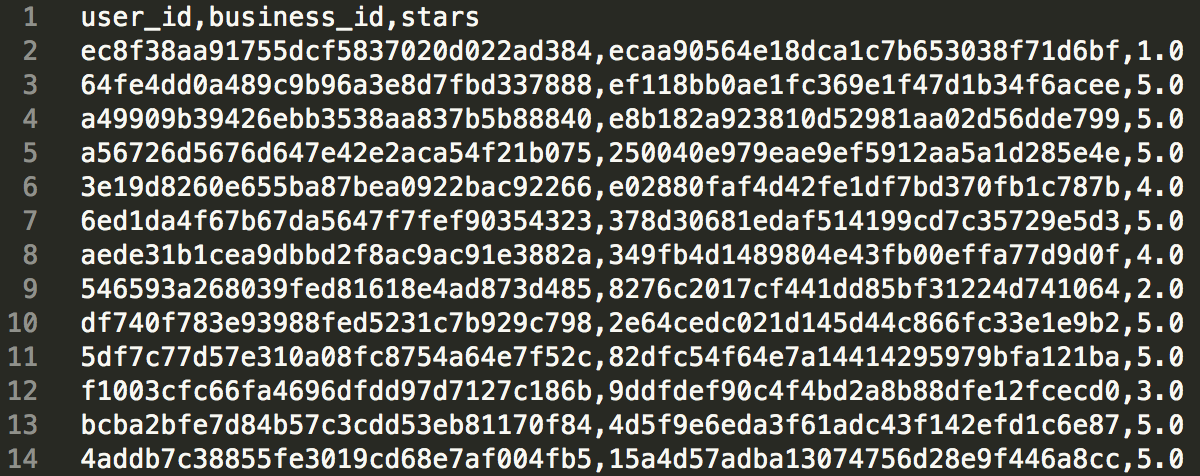 1 user_id,business_id,stars
2 ec8f38aa91755dcf5837020d022ad384,ecaa90564e18dca1c7b653038f71d6bf,1.0
3 64fe4dd0a489c9b96a3e8d7fbd337888,ef118bb0ae1fc369e1f47d1b34f6acee,5.0
4 a49909b39426ebb3538aa837b5b88840,e8b182a923810d52981aa02d56dde799,5.0
5 a56726d5676d647e42e2aca54f21b075,250040e979eae9ef5912aa5a1d285e4e,5.0
6 3e19d8260e655ba87bea0922bac92266,e02880faf4d42fe1df7bd370fb1c787b,4.0
7 6ed1da4f67b67da5647f7fef90354323,378d30681edaf514199cd7c35729e5d3,5.0
8 aede31b1cea9dbbd2f8ac9ac91e3882a,349fb4d1489804e43fb00effa77d9d0f,4.0
9 546593a268039fed81618e4ad873d485,8276c2017cf441dd85bf31224d741064,2.0
10 df740f783e93988fed5231c7b929c798,2e64cedc021d145d44c866fc33e1e9b2,5.0
11 5df7c77d57e310a08fc8754a64e7f52c,82dfc54f64e7a14414295979bfa121ba,5.0
12 f1003cfc66fa4696dfdd97d7127c186b,9ddfdef90c4f4bd2a8b88dfe12fcecd0,3.0
13 bcba2bfe7d84b57c3cdd53eb81170f84,4d5f9e6eda3f61adc43f142efd1c6e87,5.0
14 4addb7c38855fe3019cd68e7af004fb5,15a4d57adba13074756d28e9f446a8cc,5.0